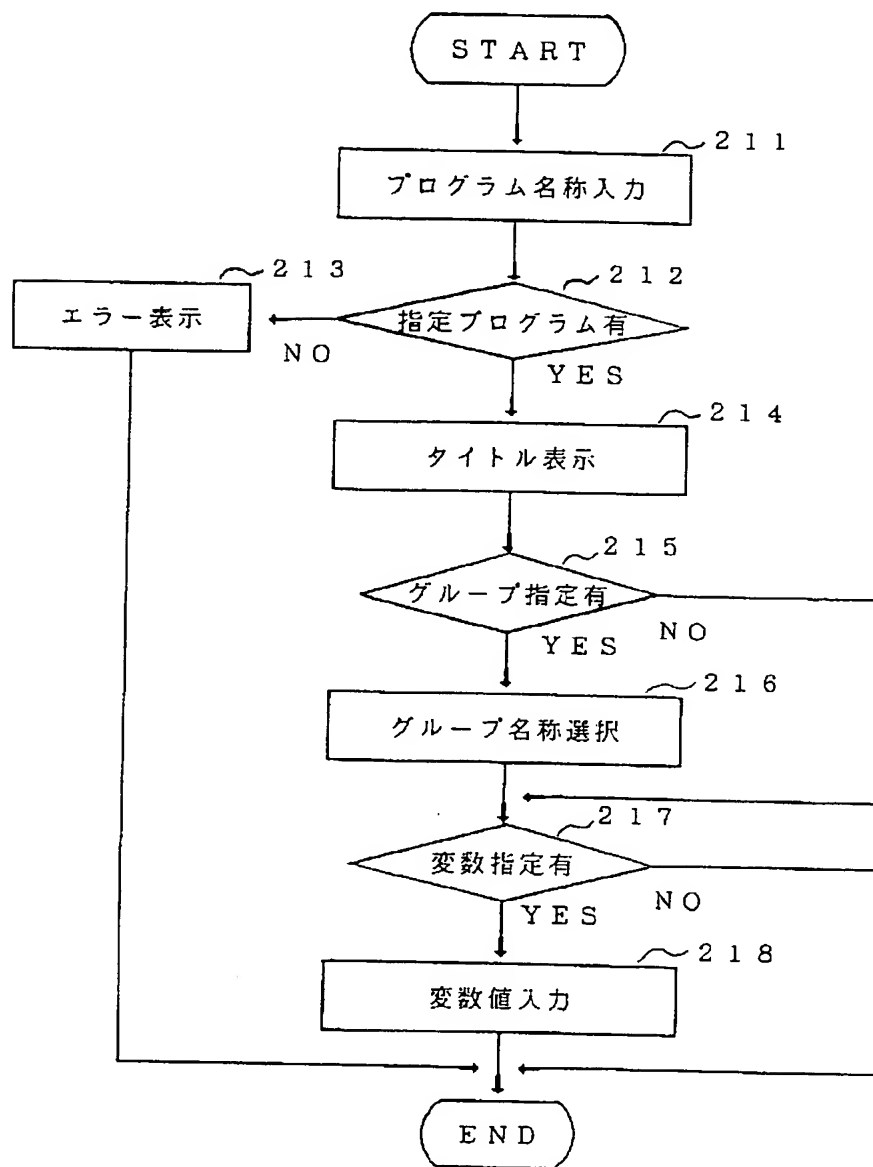 START
211
プログラム名称入力
213
212
エラー表示
指定プログラム有
NO
YES
214
タイトル表示
215
グループ指定有
YES
NO
216
グループ名称選択
217
変数指定有
YES
NO
218
変数値入力
END